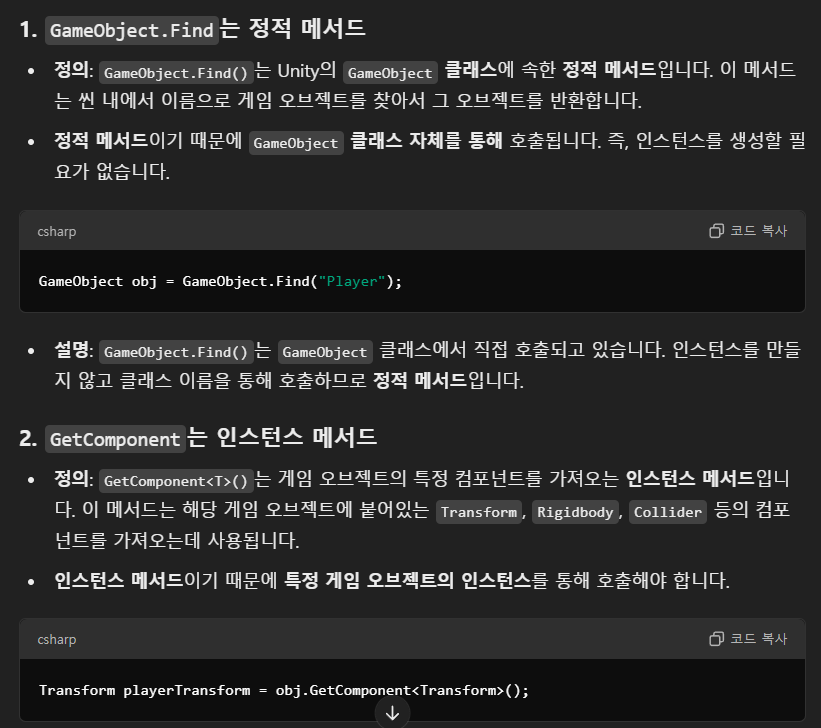 1. GameObject.Find는 정적 메서드
• 정의: GameObject.Find()는 Unity의 GameObject 클래스에 속한 정적 메서드입니다. 이 메서드
는 씬 내에서 이름으로 게임 오브젝트를 찾아서 그 오브젝트를 반환합니다.
• 정적 메서드이기 때문에 GameObject 클래스 자체를 통해 호출됩니다. 즉, 인스턴스를 생성할 필
요가 없습니다.
csharp 코드 복사
GameObject obj = GameObject.Find("Player");
• 설명: GameObject.Find()는 GameObject 클래스에서 직접 호출되고 있습니다. 인스턴스를 만들
지 않고 클래스 이름을 통해 호출하므로 정적 메서드입니다.
2. GetComponent는 인스턴스 메서드
• 정의: GetComponent<T>()는 게임 오브젝트의 특정 컴포넌트를 가져오는 인스턴스 메서드입니
다. 이 메서드는 해당 게임 오브젝트에 붙어있는 Transform, Rigidbody, Collider 등의 컴포
넌트를 가져오는데 사용됩니다.
• 인스턴스 메서드이기 때문에 특정 게임 오브젝트의 인스턴스를 통해 호출해야 합니다.
csharp 코드 복사
Transform playerTransform = obj.GetComponent<Transform>();